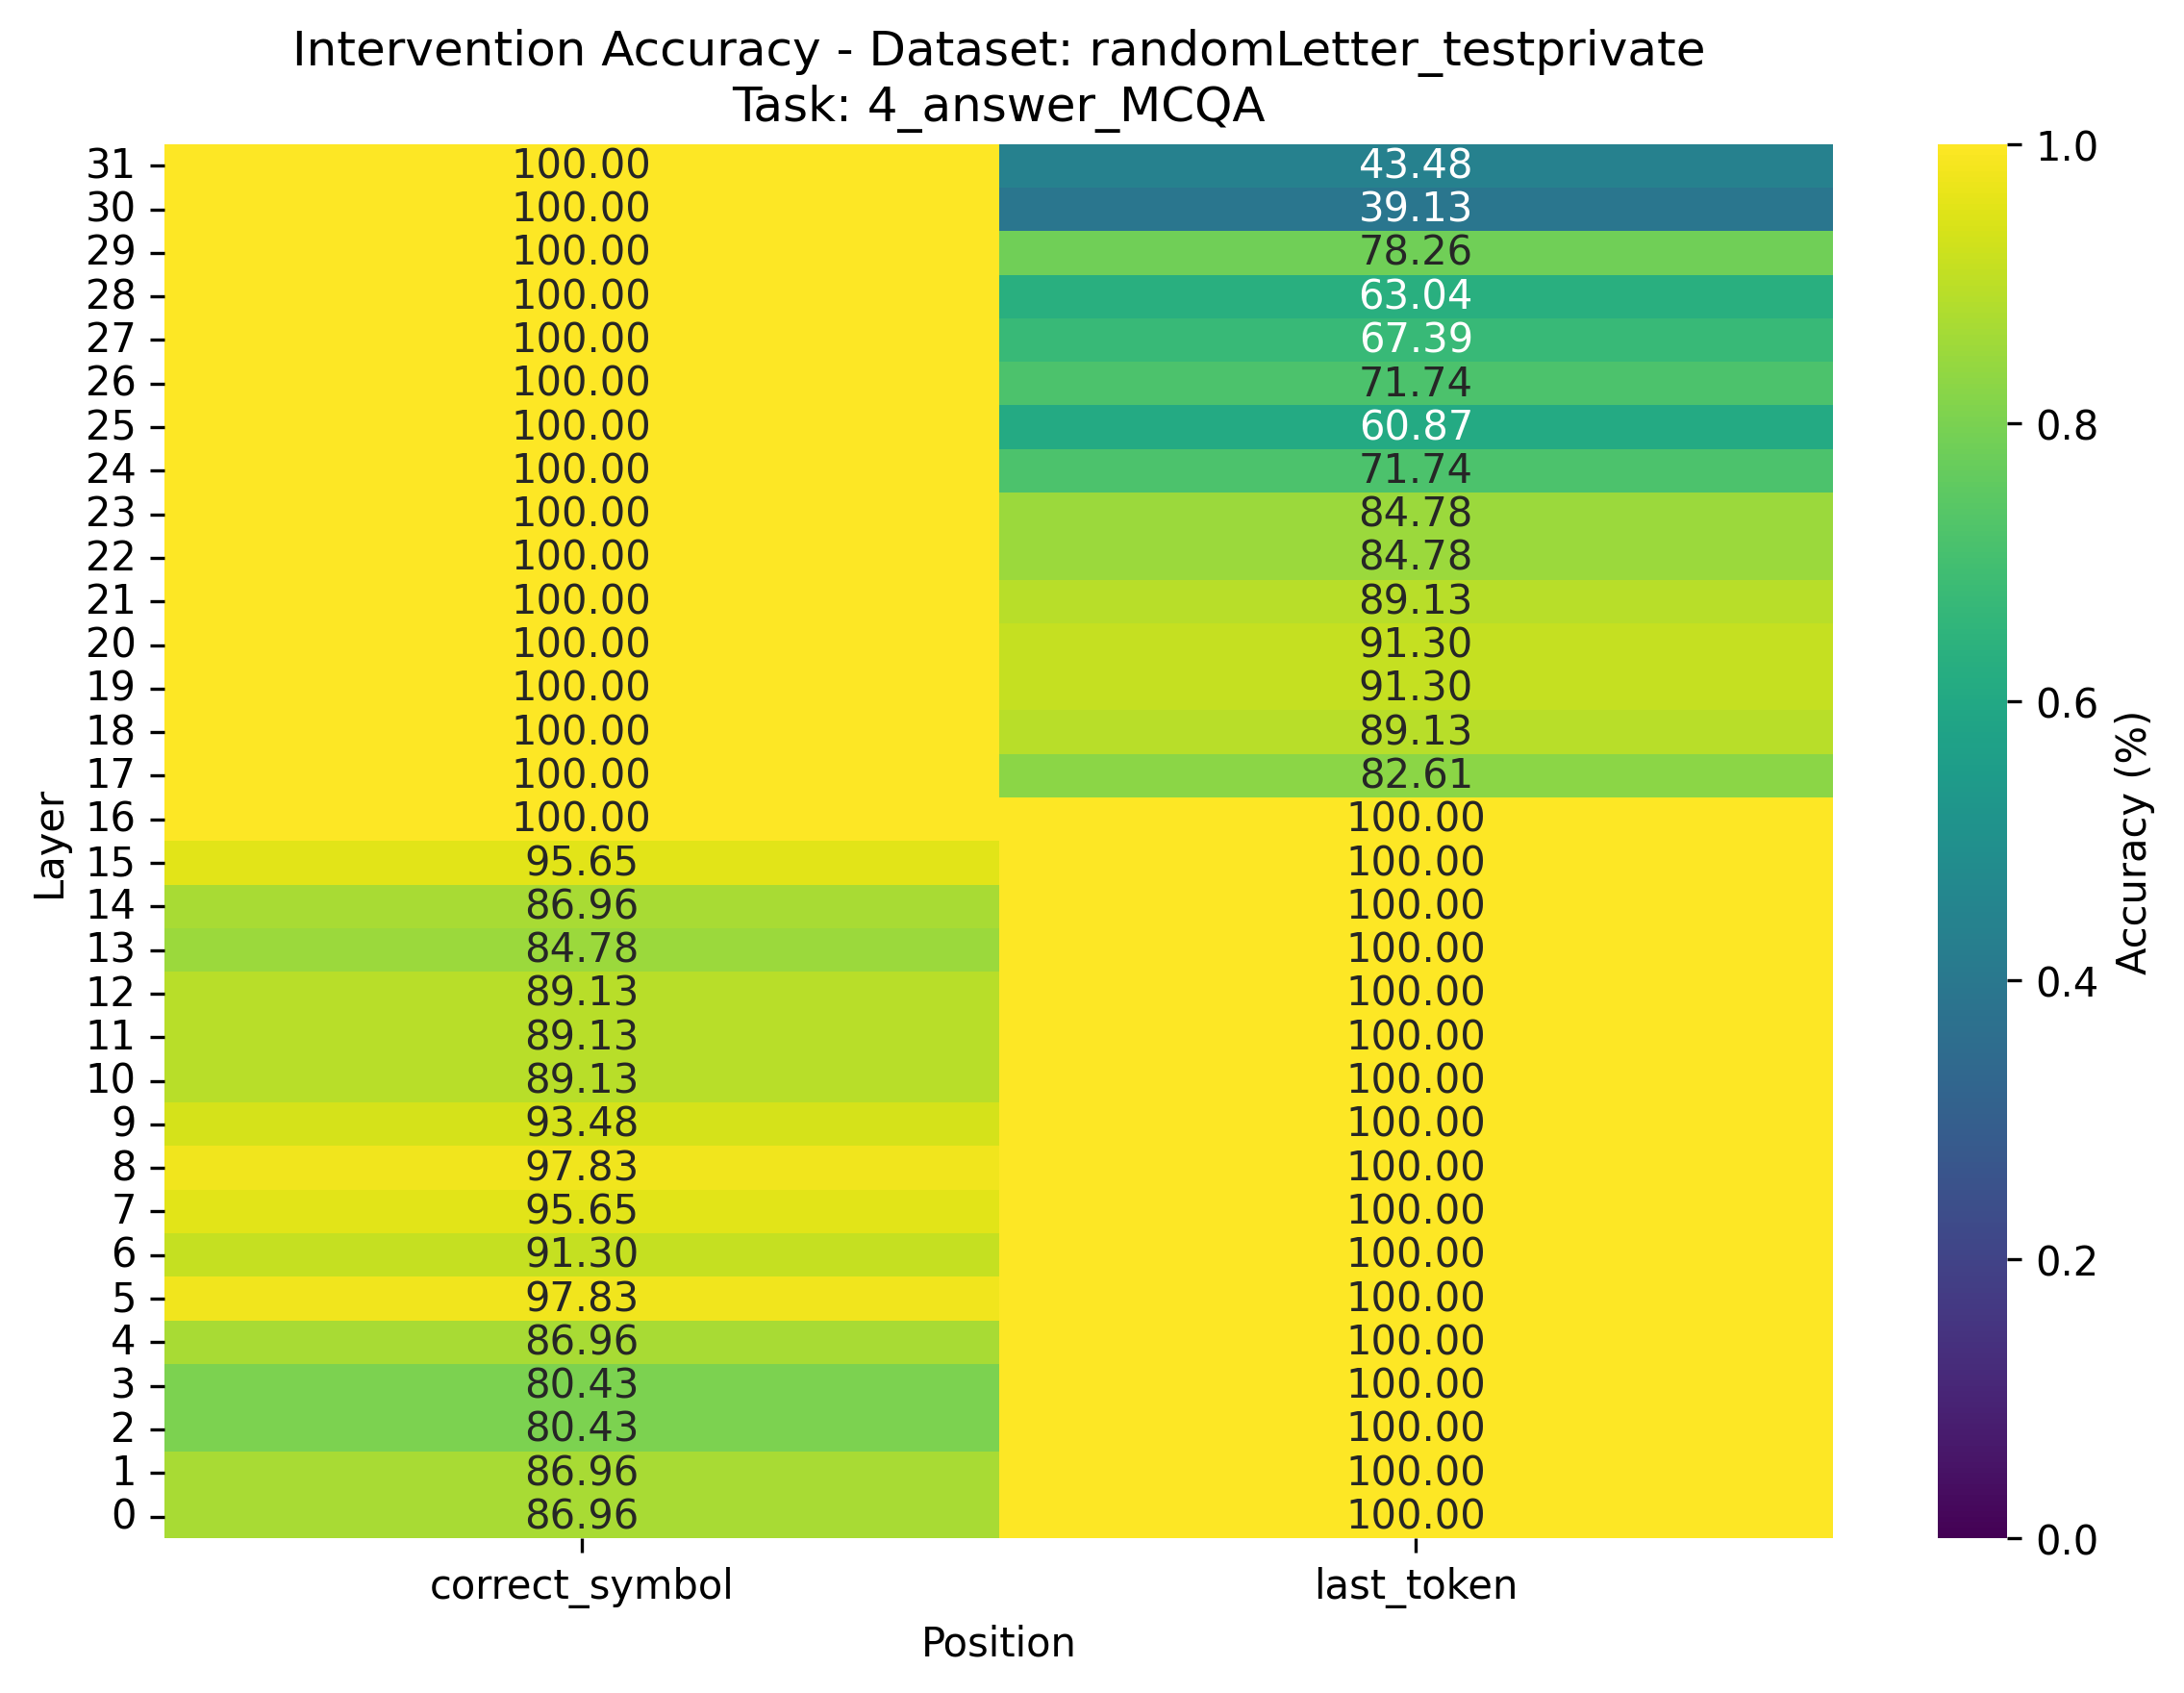 Intervention Accuracy - Dataset: randomLetter_testprivate
Task: 4_answer_MCQA
31 100.00 43.48
30 100.00 39.13
29 100.00 78.26
28 100.00 63.04
27 100.00 67.39
26 100.00 71.74
25 100.00 60.87
24 100.00 71.74
23 100.00 84.78
22 100.00 84.78
21 100.00 89.13
20 100.00 91.30
19 100.00 91.30
18 100.00 89.13
17 100.00 82.61
16 100.00 100.00
15 95.65 100.00
14 86.96 100.00
13 84.78 100.00
12 89.13 100.00
11 89.13 100.00
10 89.13 100.00
9 93.48 100.00
8 97.83 100.00
7 95.65 100.00
6 91.30 100.00
5 97.83 100.00
4 86.96 100.00
3 80.43 100.00
2 80.43 100.00
1 86.96 100.00
0 86.96 100.00
Layer
correct_symbol last_token
Position
1.0
0.8
0.6
0.4
0.2
0.0
Accuracy (%)